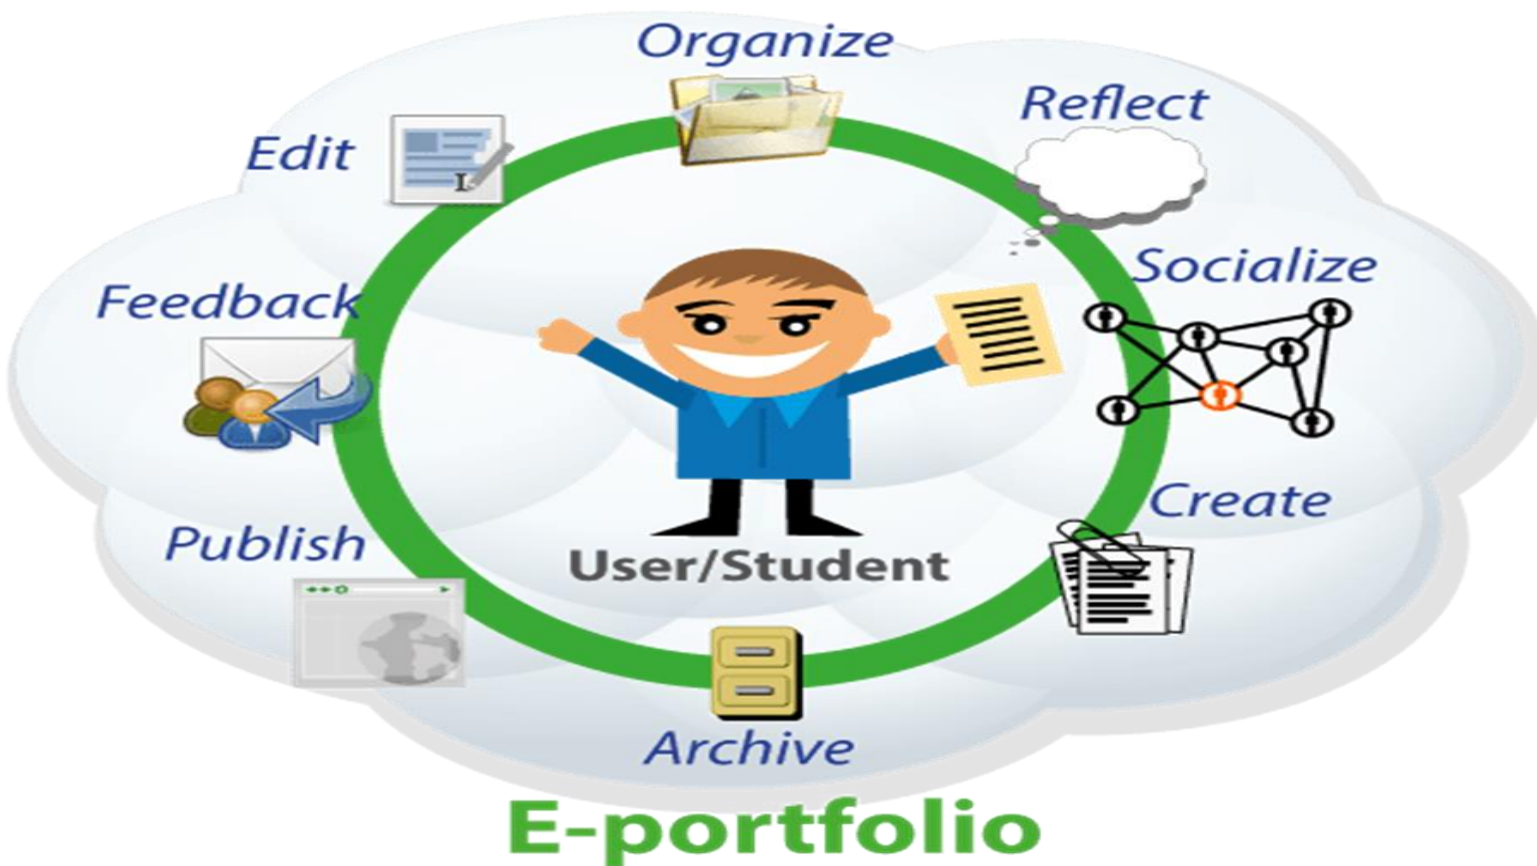 Organize
Reflect
Edit
Socialize
Feedback
Create
Publish
User/Student
Archive
E-portfolio